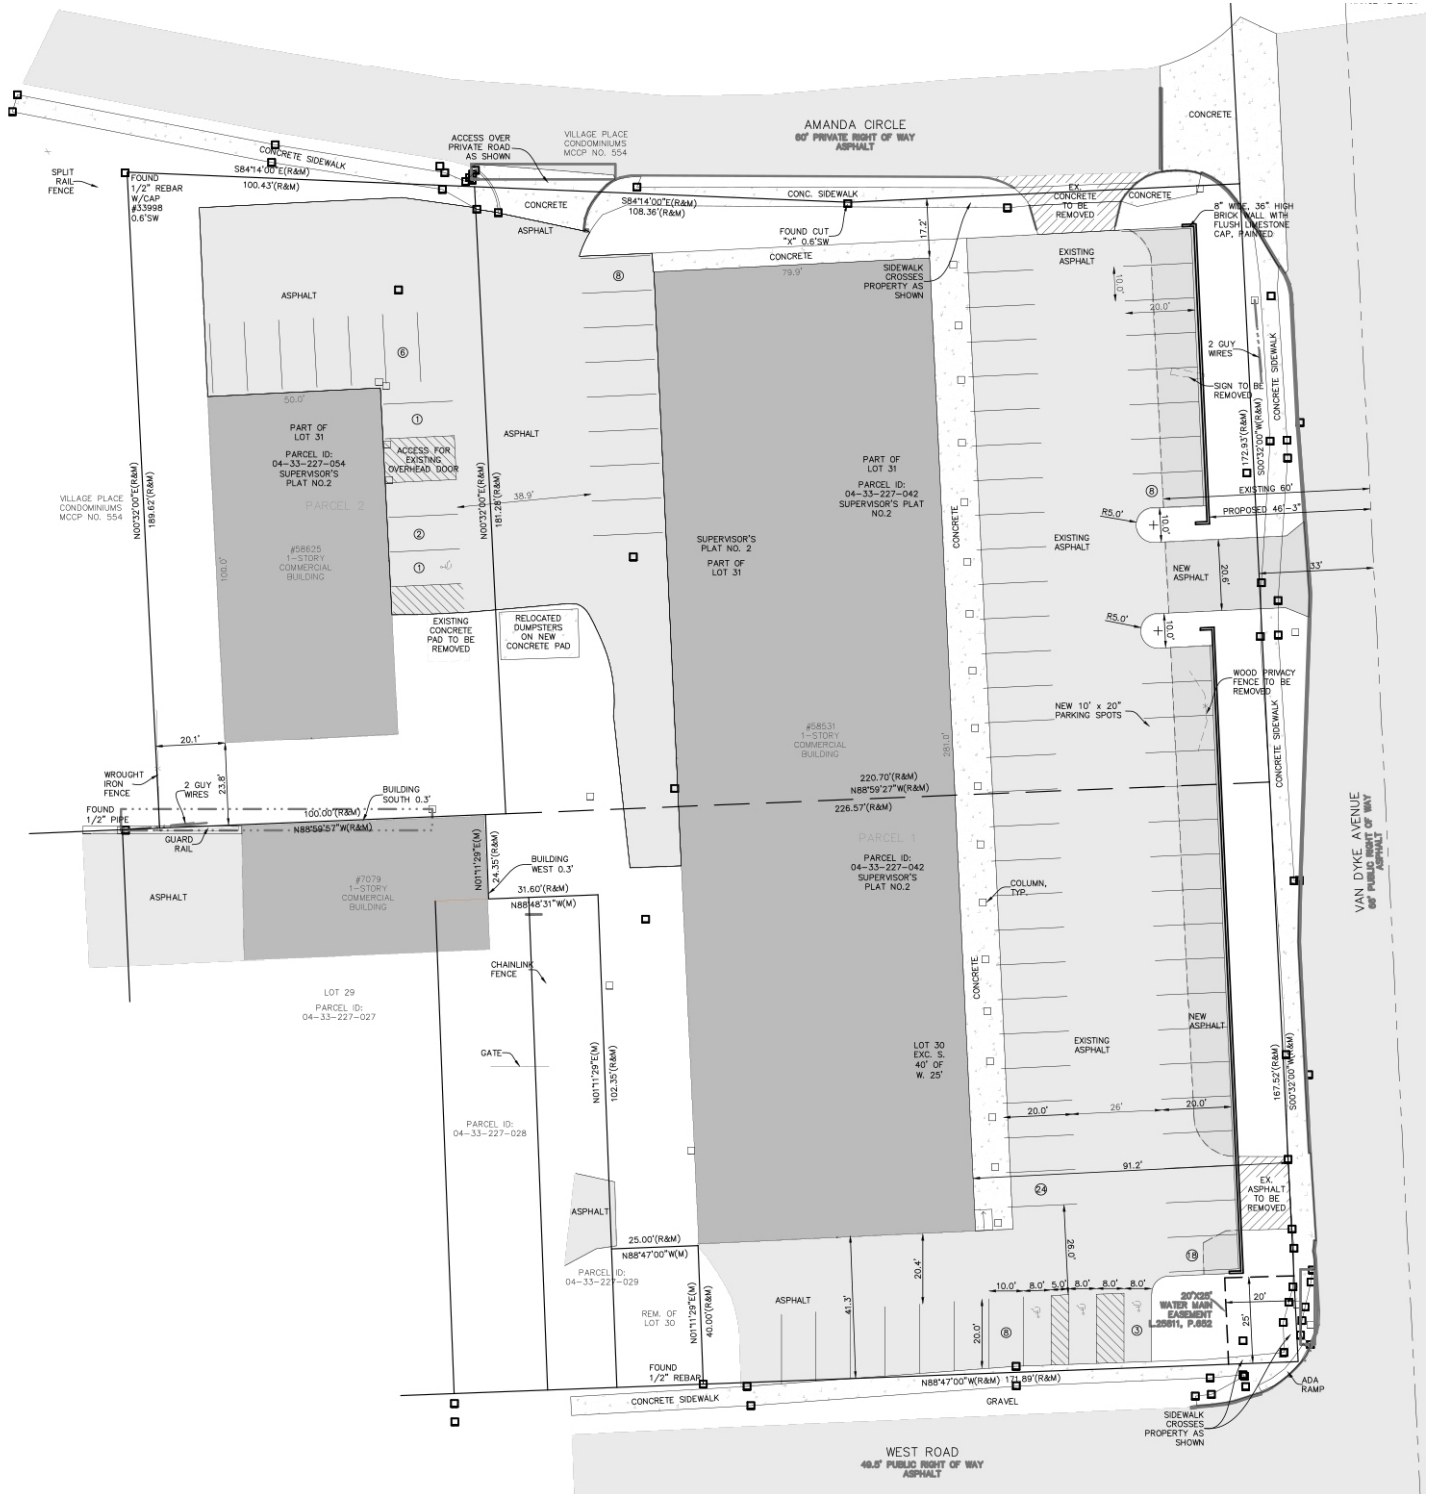 AMANDA CIRCLE
60' PRIVATE RIGHT OF WAY
ASPHALT
CONCRETE
ACCESS OVER
PRIVATE ROAD
AS SHOWN
VILLAGE PLACE
CONDOMINIUMS
MCCP NO. 554
CONCRETE SIDEWALK
S84°14'00"E(R&M)
100.43'(R&M)
SPLIT
RAIL
FENCE
FOUND
1/2" REBAR
W/CAP
#33998
0.6'SW
CONCRETE
ASPHALT
CONC. SIDEWALK
S84°14'00"E(R&M)
108.36'(R&M)
EX.
CONCRETE
TO BE
REMOVED
CONCRETE
8" WIDE, 36" HIGH
BRICK WALL WITH
FLUSH LIMESTONE
CAP, PAINTED
FOUND CUT
"X" 0.6'SW
17.2'
CONCRETE
79.9'
SIDEWALK
CROSSES
PROPERTY AS
SHOWN
EXISTING
ASPHALT
10.0'
20.0'
8
ASPHALT
6
2 GUY
WIRES
SIGN TO BE
REMOVED
CONCRETE SIDEWALK
172.93'(R&M)
S00°32'00"W(R&M)
50.0'
1
PART OF
LOT 31
PARCEL ID:
04-33-227-054
SUPERVISOR'S
PLAT NO.2
PARCEL 2
ACCESS FOR
EXISTING
OVERHEAD DOOR
ASPHALT
N00°32'00"E(R&M)
181.28'(R&M)
38.9'
PART OF
LOT 31
PARCEL ID:
04-33-227-042
SUPERVISOR'S PLAT
NO.2
VILLAGE PLACE
CONDOMINIUMS
MCCP NO. 554
N00°32'00"E(R&M)
189.62'(R&M)
8
EXISTING 60'
PROPOSED 46'-3"
R5.0'
10.0'
2
1
#58625
1-STORY
COMMERCIAL
BUILDING
100.0'
SUPERVISOR'S
PLAT NO. 2
PART OF
LOT 31
CONCRETE
EXISTING
ASPHALT
NEW
ASPHALT
20.6'
33'
R5.0'
10.0'
EXISTING
CONCRETE
PAD TO BE
REMOVED
RELOCATED
DUMPSTERS
ON NEW
CONCRETE PAD
WOOD PRIVACY
FENCE TO BE
REMOVED
NEW 10' x 20"
PARKING SPOTS
CONCRETE SIDEWALK
#58531
1-STORY
COMMERCIAL
BUILDING
281.0'
20.1'
23.8'
WROUGHT
IRON
FENCE
2 GUY
WIRES
BUILDING
SOUTH 0.3'
FOUND
1/2" PIPE
100.00'(R&M)
N88°59'57"W(R&M)
GUARD
RAIL
220.70'(R&M)
N88°59'27"W(R&M)
226.57'(R&M)
PARCEL 1
PARCEL ID:
04-33-227-042
SUPERVISOR'S
PLAT NO.2
VAN DYKE AVENUE
66' PUBLIC RIGHT OF WAY
ASPHALT
N01°11'29"E(M)
24.35'(R&M)
BUILDING
WEST 0.3'
#7079
1-STORY
COMMERCIAL
BUILDING
ASPHALT
31.60'(R&M)
N88°48'31"W(M)
COLUMN,
TYP.
CHAINLINK
FENCE
CONCRETE
LOT 29
PARCEL ID:
04-33-227-027
NEW
ASPHALT
EXISTING
ASPHALT
LOT 30
EXC. S.
40' OF
W. 25'
GATE
N01°11'29"E(M)
102.35'(R&M)
167.52'(R&M)
S00°32'00"W(R&M)
20.0'
26'
20.0'
PARCEL ID:
04-33-227-028
91.2'
24
EX.
ASPHALT
TO BE
REMOVED
ASPHALT
25.00'(R&M)
N88°47'00"W(M)
26.0'
18
20.4'
41.3'
PARCEL ID:
04-33-227-029
10.0'
8.0'
5.0'
8.0'
8.0'
8.0'
20'X25'
WATER MAIN
EASEMENT
L.25811, P.652
20'
25'
ASPHALT
REM. OF
LOT 30
N01°11'29"E(M)
40.00'(R&M)
20.0'
8
3
FOUND
1/2" REBAR
N88°47'00"W(R&M) 171.89'(R&M)
CONCRETE SIDEWALK
GRAVEL
ADA
RAMP
SIDEWALK
CROSSES
PROPERTY AS
SHOWN
WEST ROAD
49.5' PUBLIC RIGHT OF WAY
ASPHALT